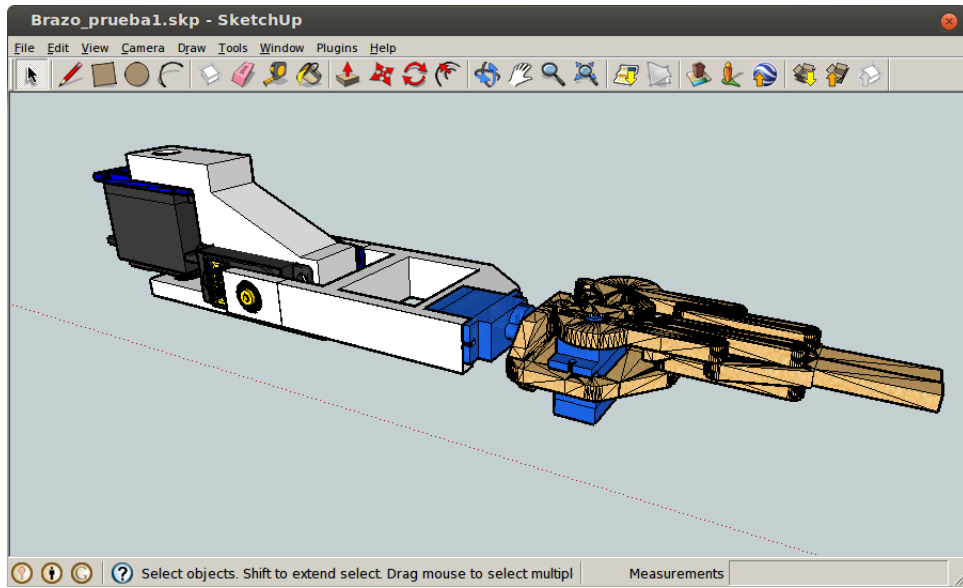 Brazo_prueba1.skp - SketchUp
File Edit View Camera Draw Tools Window Plugins Help
Select objects. Shift to extend select. Drag mouse to select multipl
Measurements